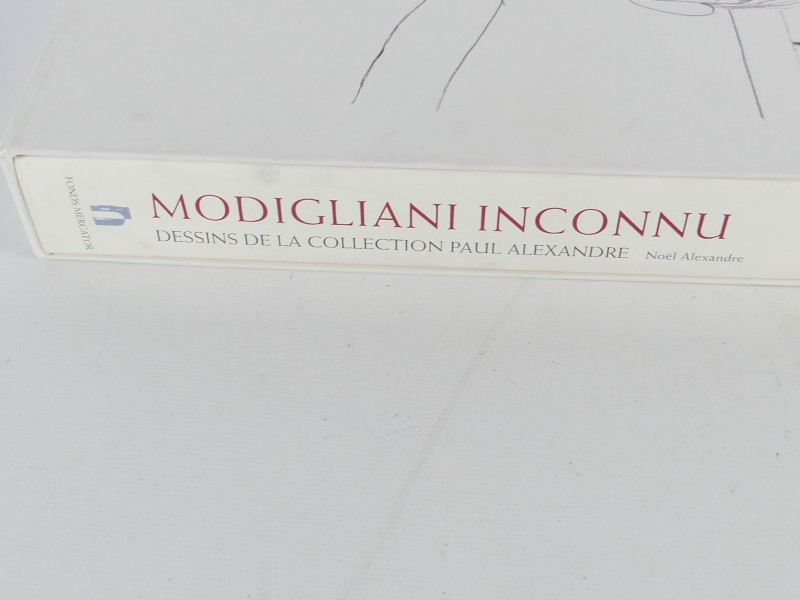 FONDS MERCATOR
MODIGLIANI INCONNU
DESSINS DE LA COLLECTION PAUL ALEXANDRE Noël Alexandre